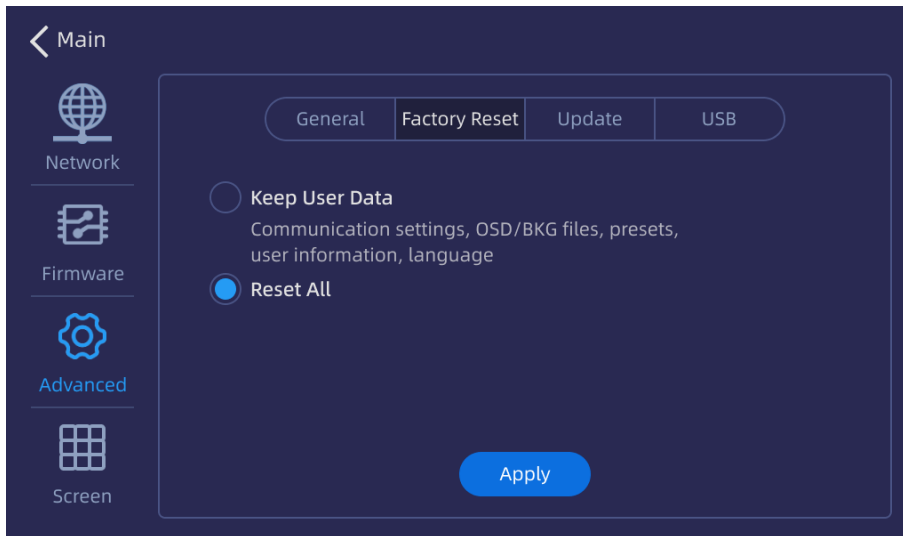 Main
Network
Firmware
Advanced
Screen
General Factory Reset Update USB
Keep User Data
Communication settings, OSD/BKG files, presets,
user information, language
Reset All
Apply